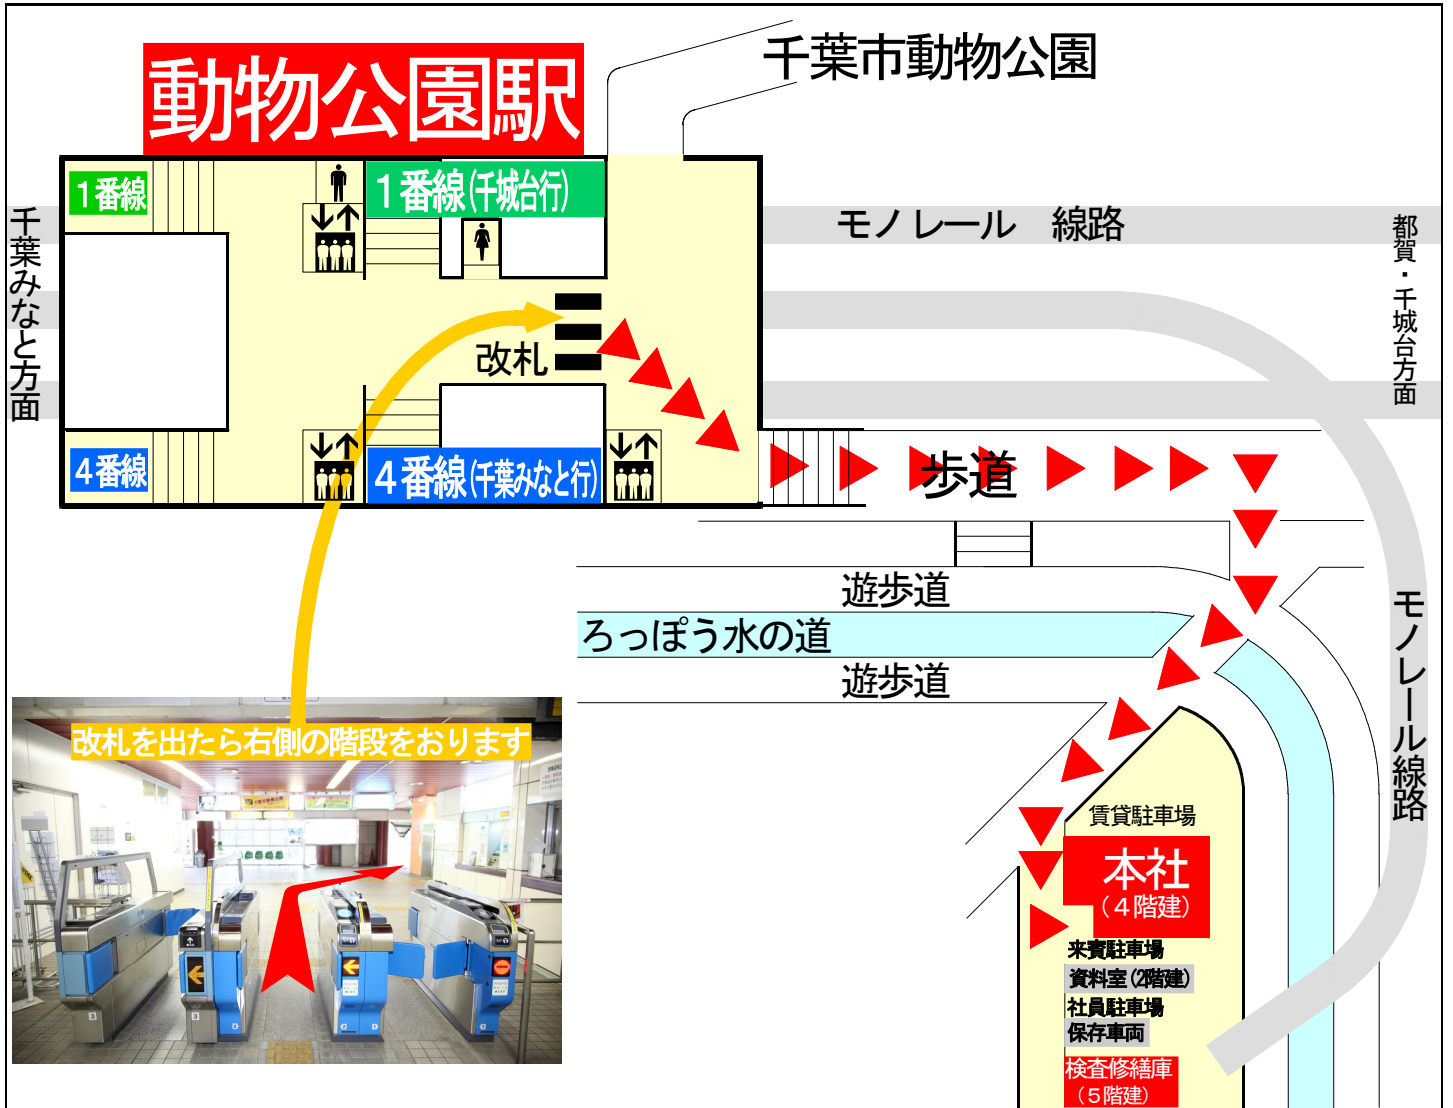 千葉市動物公園
動物公園駅
1番線
1番線(千城台行)
モノレール 線路
千葉みなと方面
都賀・千城台方面
改札
4番線
4番線(千葉みなと行)
歩道
遊歩道
ろっぽう水の道
遊歩道
モノレール線路
改札を出たら右側の階段をおります
賃貸駐車場
本社
(4階建)
来賓駐車場
資料室(2階建)
社員駐車場
保存車両
検査修繕庫
(5階建)